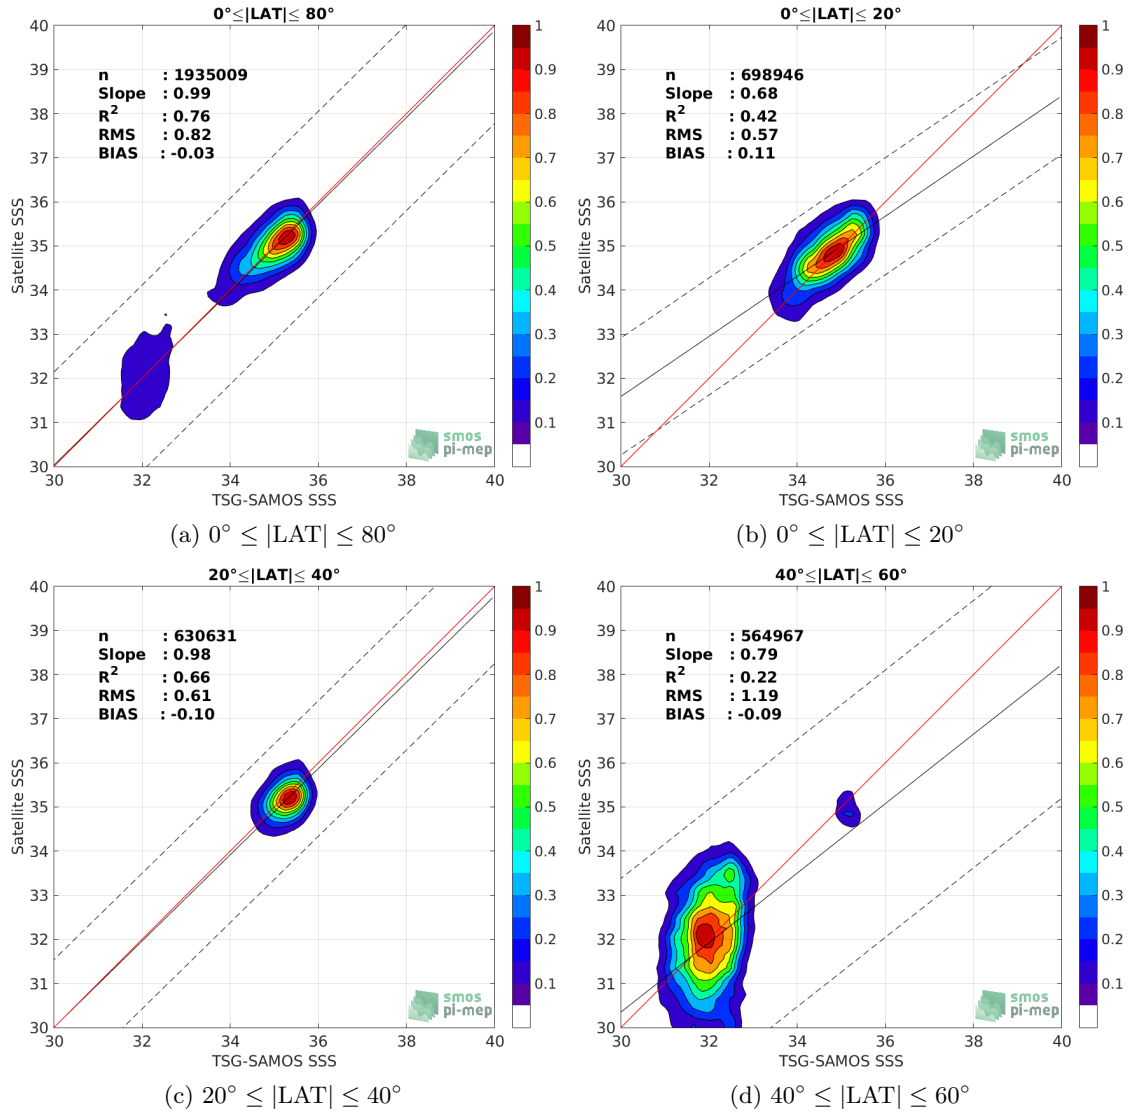 0°≤|LAT|≤ 80°
40
39
38
37
36
35
34
33
32
31
30
Satellite SSS
n : 1935009
Slope : 0.99
R² : 0.76
RMS : 0.82
BIAS : -0.03
smos
pi-mep
30 32 34 36 38 40
TSG-SAMOS SSS
1
0.9
0.8
0.7
0.6
0.5
0.4
0.3
0.2
0.1
(a) 0° ≤ |LAT| ≤ 80°
0°≤|LAT|≤ 20°
40
39
38
37
36
35
34
33
32
31
30
Satellite SSS
n : 698946
Slope : 0.68
R² : 0.42
RMS : 0.57
BIAS : 0.11
smos
pi-mep
30 32 34 36 38 40
TSG-SAMOS SSS
1
0.9
0.8
0.7
0.6
0.5
0.4
0.3
0.2
0.1
(b) 0° ≤ |LAT| ≤ 20°
20°≤|LAT|≤ 40°
40
39
38
37
36
35
34
33
32
31
30
Satellite SSS
n : 630631
Slope : 0.98
R² : 0.66
RMS : 0.61
BIAS : -0.10
smos
pi-mep
30 32 34 36 38 40
TSG-SAMOS SSS
1
0.9
0.8
0.7
0.6
0.5
0.4
0.3
0.2
0.1
(c) 20° ≤ |LAT| ≤ 40°
40°≤|LAT|≤ 60°
40
39
38
37
36
35
34
33
32
31
30
Satellite SSS
n : 564967
Slope : 0.79
R² : 0.22
RMS : 1.19
BIAS : -0.09
smos
pi-mep
30 32 34 36 38 40
TSG-SAMOS SSS
1
0.9
0.8
0.7
0.6
0.5
0.4
0.3
0.2
0.1
(d) 40° ≤ |LAT| ≤ 60°